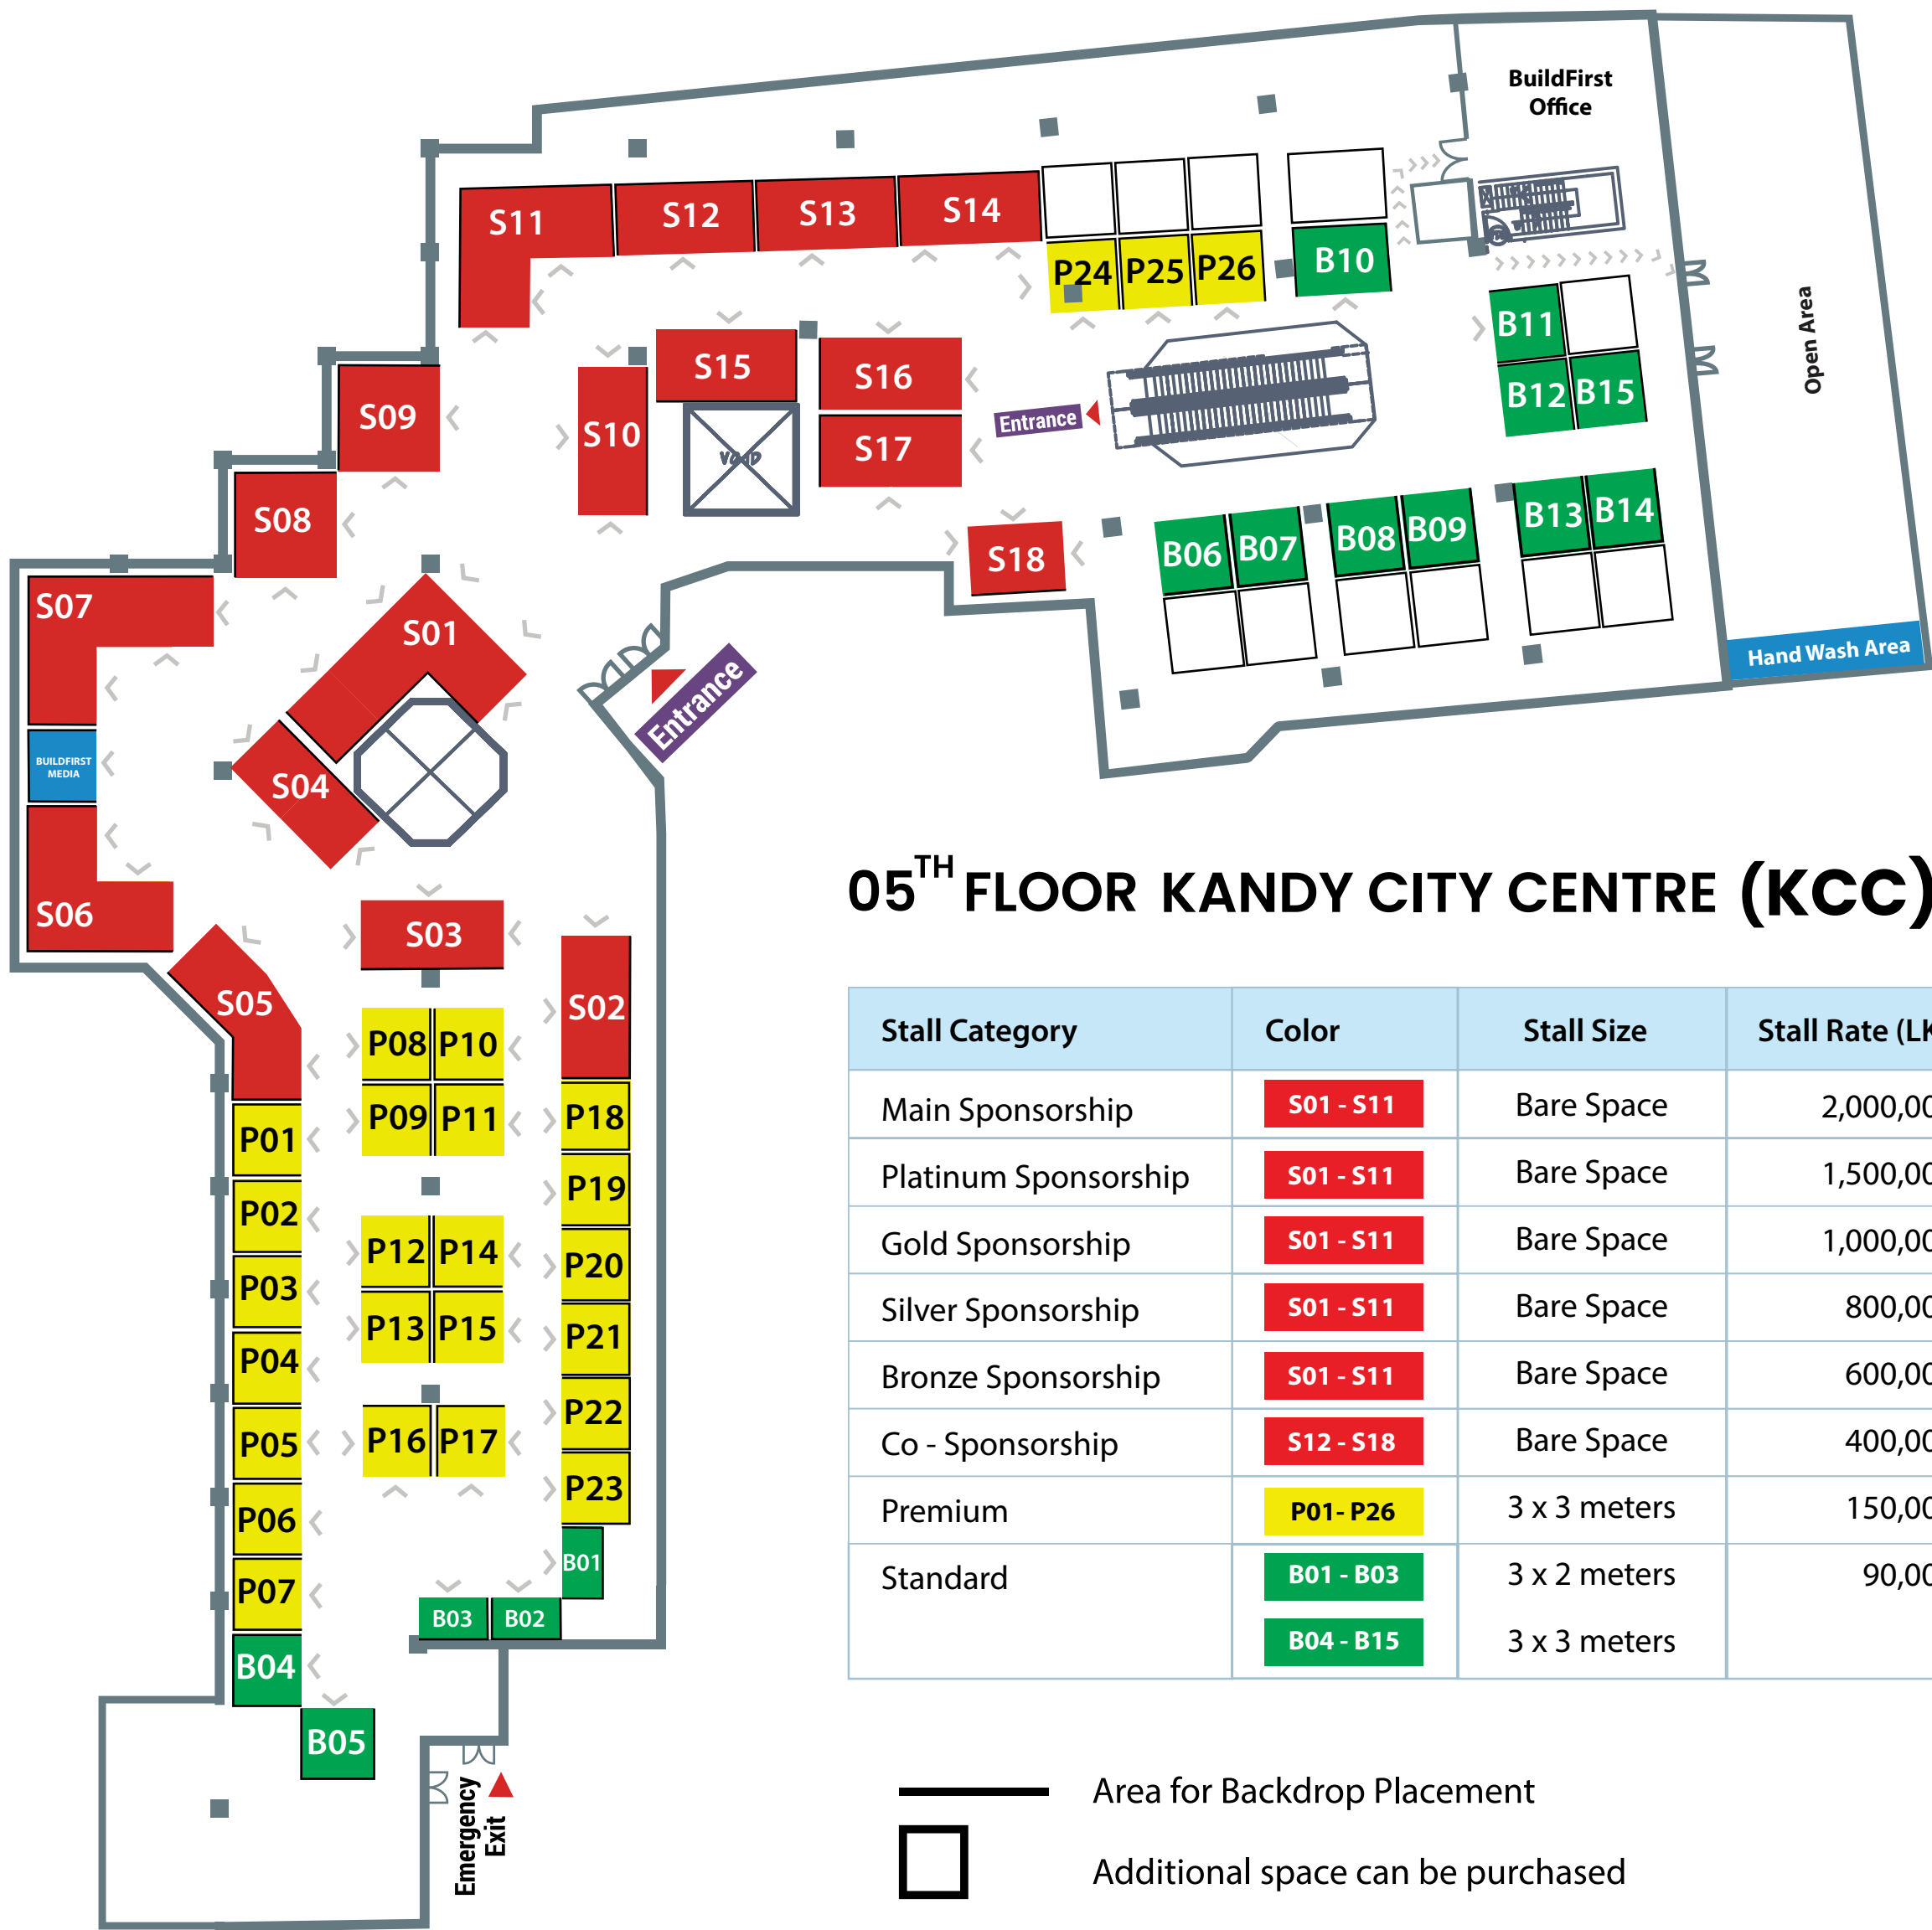 BuildFirst
Office
S11
S12
S13
S14
P24
P25
P26
B10
B11
B12
B15
Open Area
S15
S16
S17
S10
S09
S08
VOID
Entrance
S18
B06
B07
B08
B09
B13
B14
Hand Wash Area
S07
S01
Entrance
BUILDFIRST
MEDIA
S04
S06
S03
S05
S02
P08
P10
P09
P11
P18
P01
P19
P02
P12
P14
P20
P03
P13
P15
P21
P04
P22
P05
P16
P17
P23
P06
B01
P07
B03
B02
B04
B05
Emergency
Exit
05TH FLOOR KANDY CITY CENTRE (KCC)
Stall Category Color Stall Size Stall Rate (LK
Main Sponsorship S01 - S11 Bare Space 2,000,00
Platinum Sponsorship S01 - S11 Bare Space 1,500,00
Gold Sponsorship S01 - S11 Bare Space 1,000,00
Silver Sponsorship S01 - S11 Bare Space 800,00
Bronze Sponsorship S01 - S11 Bare Space 600,00
Co - Sponsorship S12 - S18 Bare Space 400,00
Premium P01- P26 3 x 3 meters 150,00
Standard B01 - B03 3 x 2 meters 90,00
B04 - B15 3 x 3 meters
Area for Backdrop Placement
Additional space can be purchased